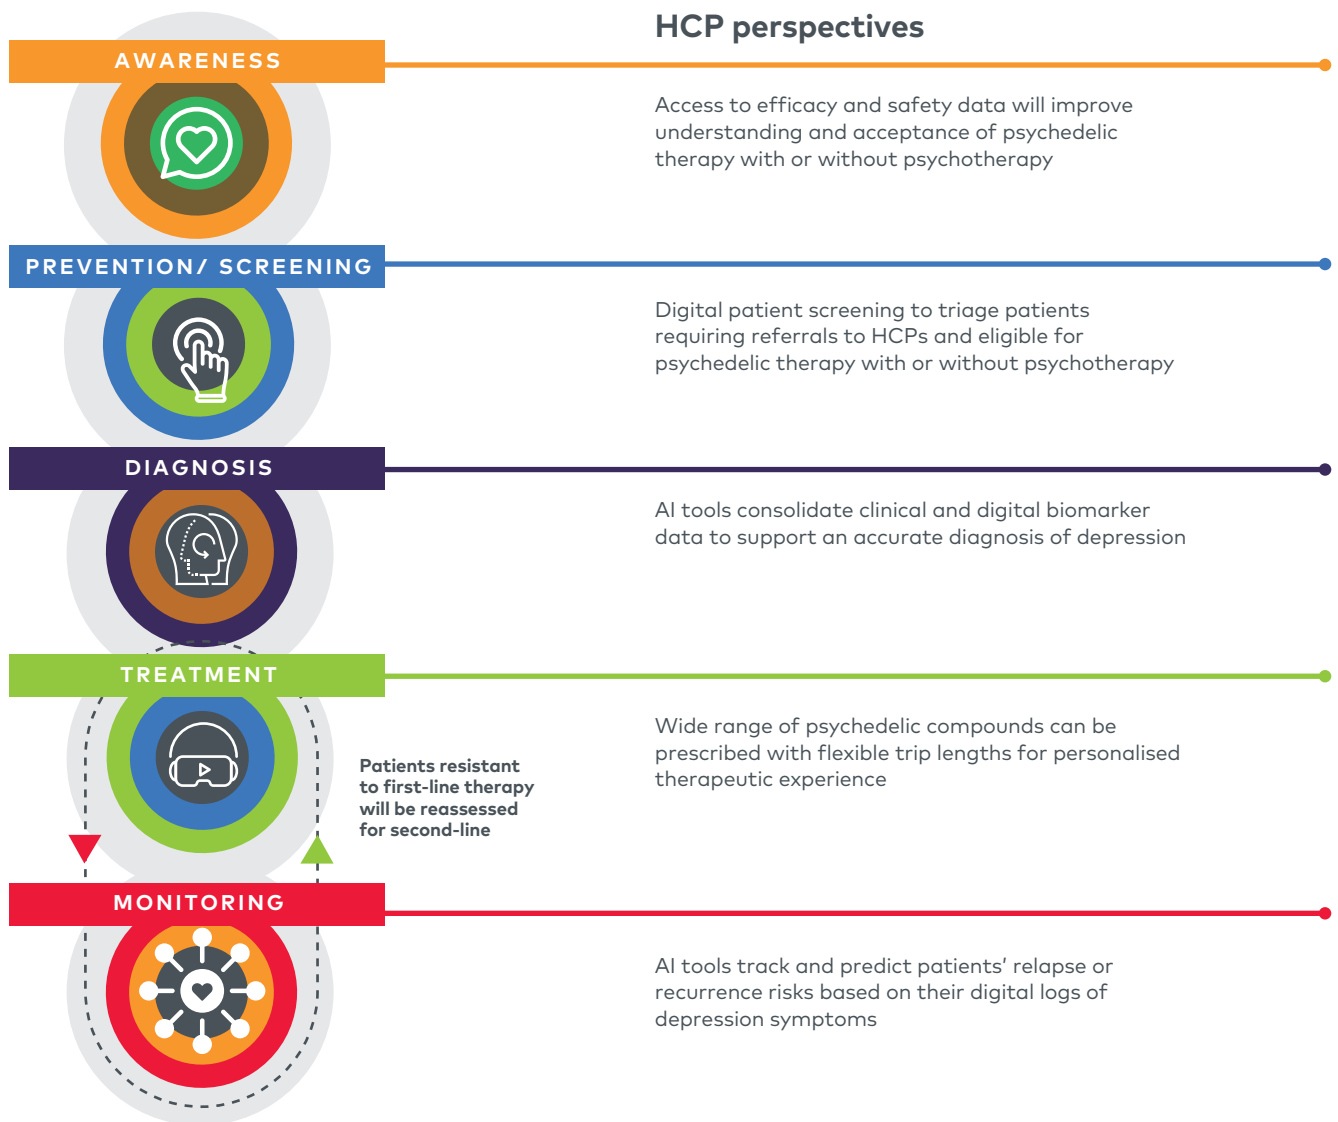 HCP perspectives
AWARENESS
Access to efficacy and safety data will improve
understanding and acceptance of psychedelic
therapy with or without psychotherapy
PREVENTION/ SCREENING
Digital patient screening to triage patients
requiring referrals to HCPs and eligible for
psychedelic therapy with or without psychotherapy
DIAGNOSIS
AI tools consolidate clinical and digital biomarker
data to support an accurate diagnosis of depression
TREATMENT
Wide range of psychedelic compounds can be
prescribed with flexible trip lengths for personalised
therapeutic experience
Patients resistant
to first-line therapy
will be reassessed
for second-line
MONITORING
AI tools track and predict patients’ relapse or
recurrence risks based on their digital logs of
depression symptoms